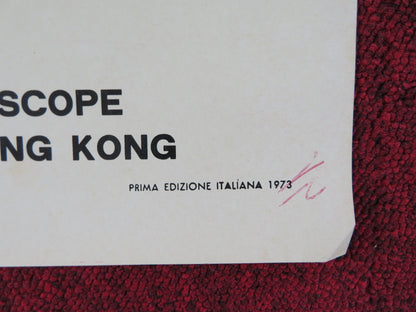 SCOPE
NG KONG
PRIMA EDIZIONE ITALIANA 1973